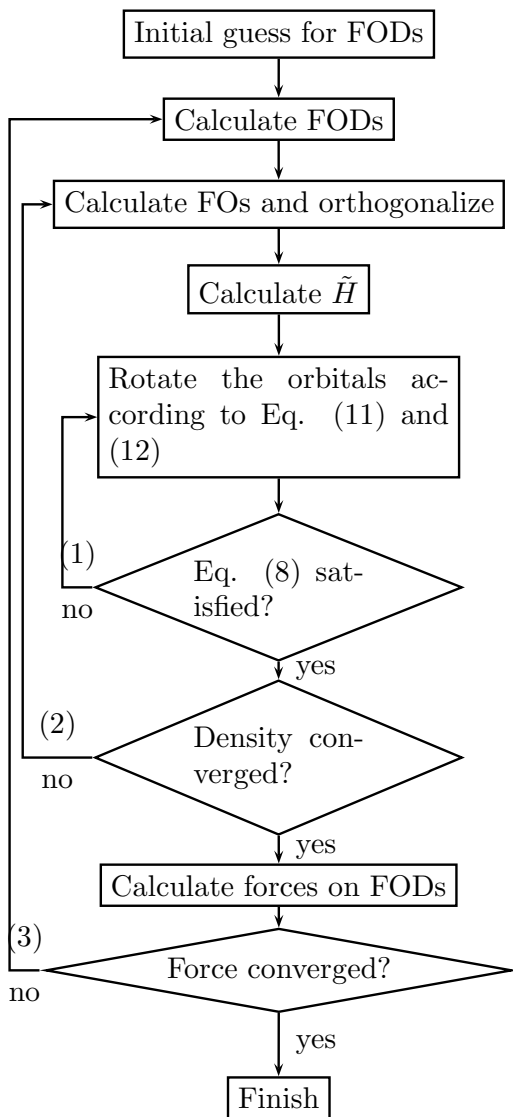 Initial guess for FODs
Calculate FODs
Calculate FOs and orthogonalize
Calculate H̃
Rotate the orbitals ac-
cording to Eq. (11) and
(12)
(1)
Eq. (8) sat-
isfied?
no
yes
(2)
Density con-
verged?
no
yes
Calculate forces on FODs
(3)
Force converged?
no
yes
Finish